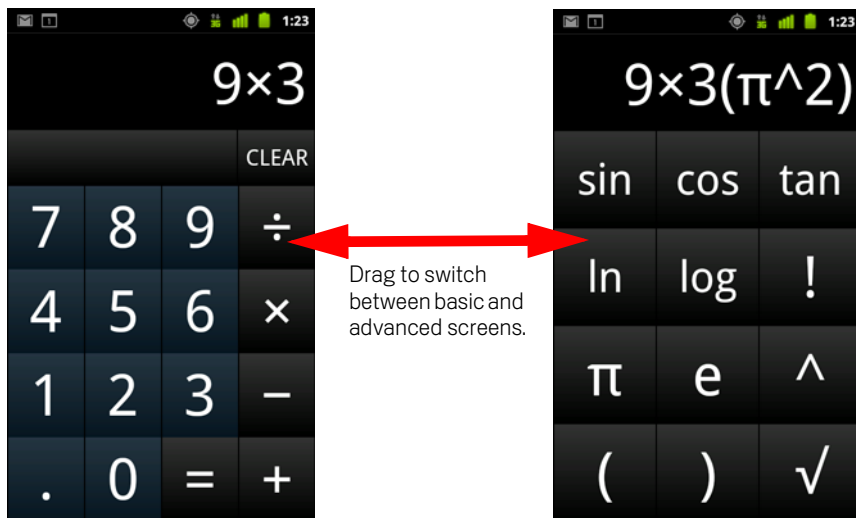 1:23
9×3
CLEAR
7 8 9 ÷
4 5 6 ×
1 2 3 −
. 0 = +
Drag to switch
between basic and
advanced screens.
1:23
9×3(π^2)
sin cos tan
ln log !
π e ^
( ) √